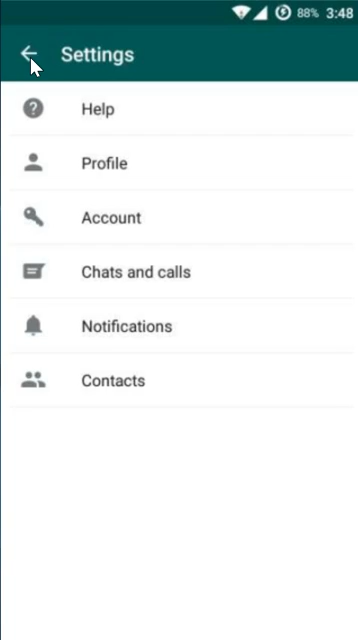 88% 3:48
Settings
Help
Profile
Account
Chats and calls
Notifications
Contacts